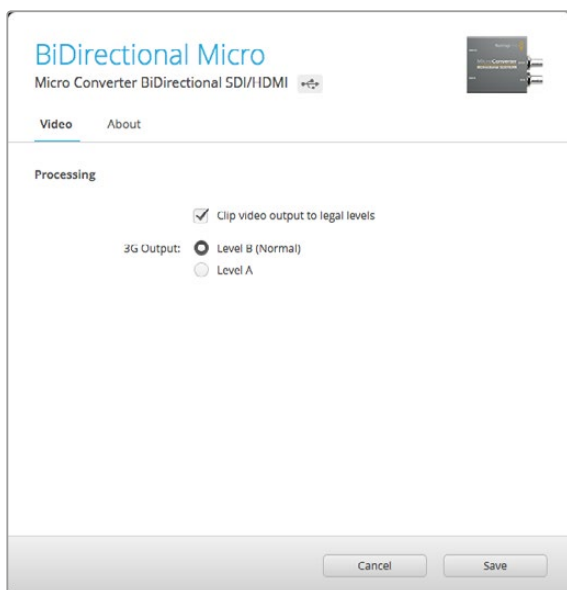 BiDirectional Micro
Micro Converter BiDirectional SDI/HDMI
Video About
Processing
Clip video output to legal levels
3G Output: Level B (Normal)
Level A
Cancel Save